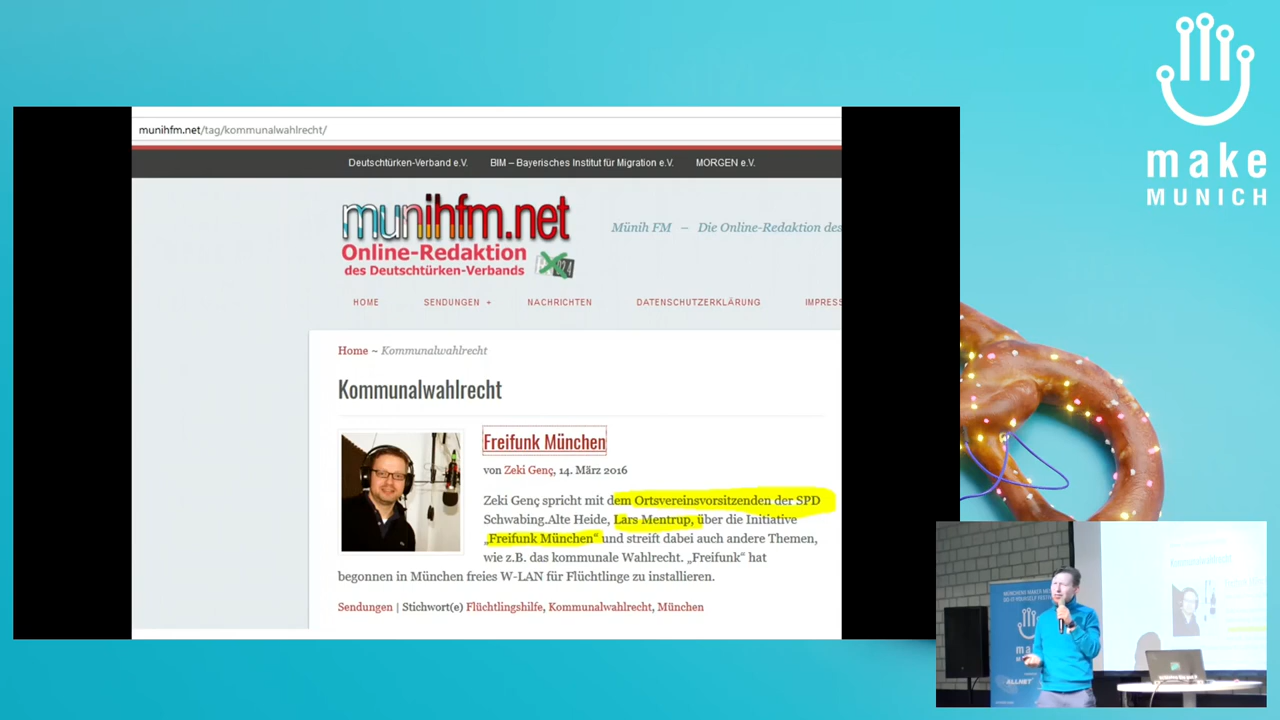 munihfm.net/tag/kommunalwahlrecht/
Deutschtürken-Verband e.V. BIM – Bayerisches Institut für Migration e.V. MORGEN e.V.
munihfm.net
Online-Redaktion
des Deutschtürken-Verbands
Münih FM – Die Online-Redaktion des
HOME SENDUNGEN + NACHRICHTEN DATENSCHUTZERKLÄRUNG IMPRESS
Home ~ Kommunalwahlrecht
Kommunalwahlrecht
Freifunk München
von Zeki Genç, 14. März 2016
Zeki Genç spricht mit dem Ortsvereinsvorsitzenden der SPD
Schwabing.Alte Heide, Lars Mentrup, über die Initiative
„Freifunk München“ und streift dabei auch andere Themen,
wie z.B. das kommunale Wahlrecht. „Freifunk“ hat
begonnen in München freies W-LAN für Flüchtlinge zu installieren.
Sendungen | Stichwort(e) Flüchtlingshilfe, Kommunalwahlrecht, München
make
MUNICH
ALLNET